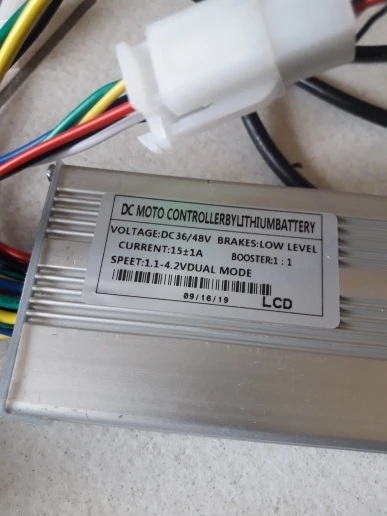 DC MOTO CONTROLLERBYLITHIUMBATTERY
VOLTAGE:DC36/48V BRAKES:LOW LEVEL
CURRENT:15±1A BOOSTER:1:1
SPEET:1.1-4.2VDUAL MODE
09/16/19 LCD